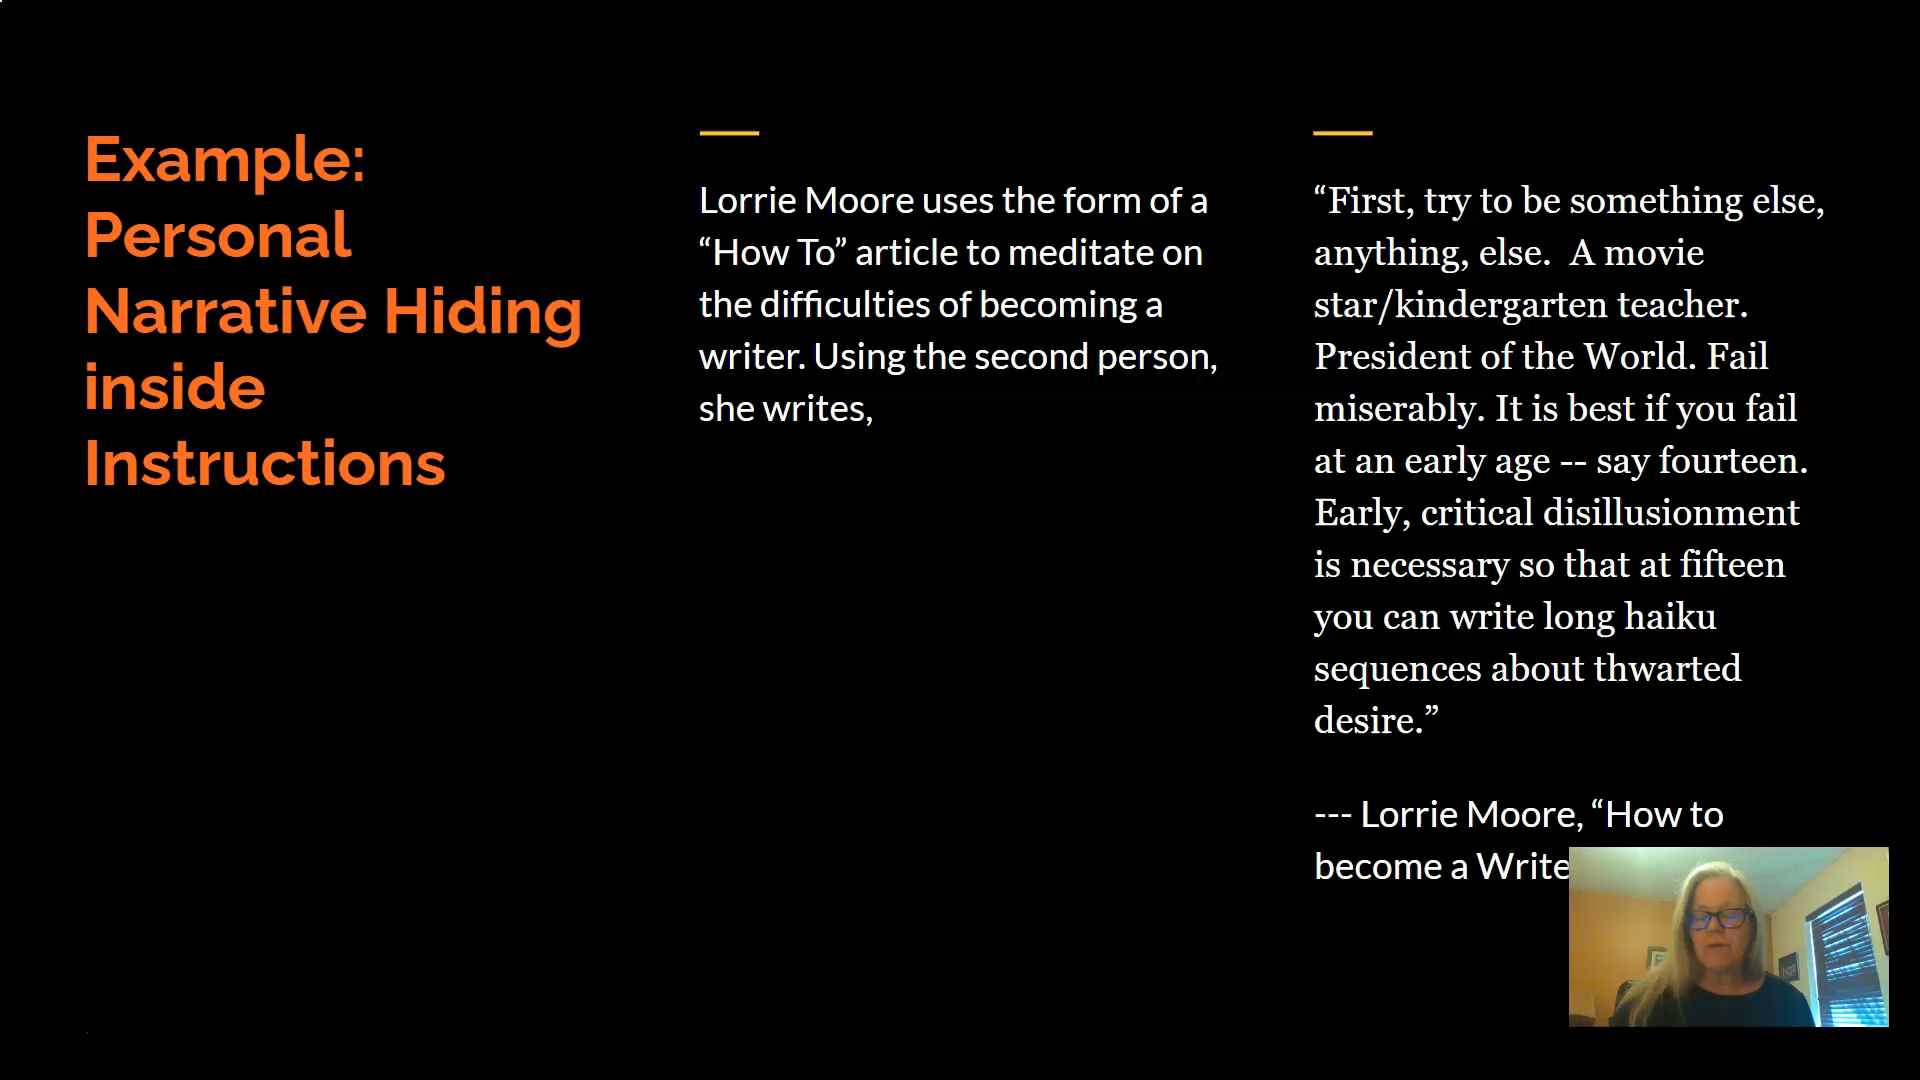 Example:
Personal
Narrative Hiding
inside
Instructions
Lorrie Moore uses the form of a
“How To” article to meditate on
the difficulties of becoming a
writer. Using the second person,
she writes,
“First, try to be something else,
anything, else.  A movie
star/kindergarten teacher.
President of the World. Fail
miserably. It is best if you fail
at an early age -- say fourteen.
Early, critical disillusionment
is necessary so that at fifteen
you can write long haiku
sequences about thwarted
desire.”
--- Lorrie Moore, “How to
become a Write